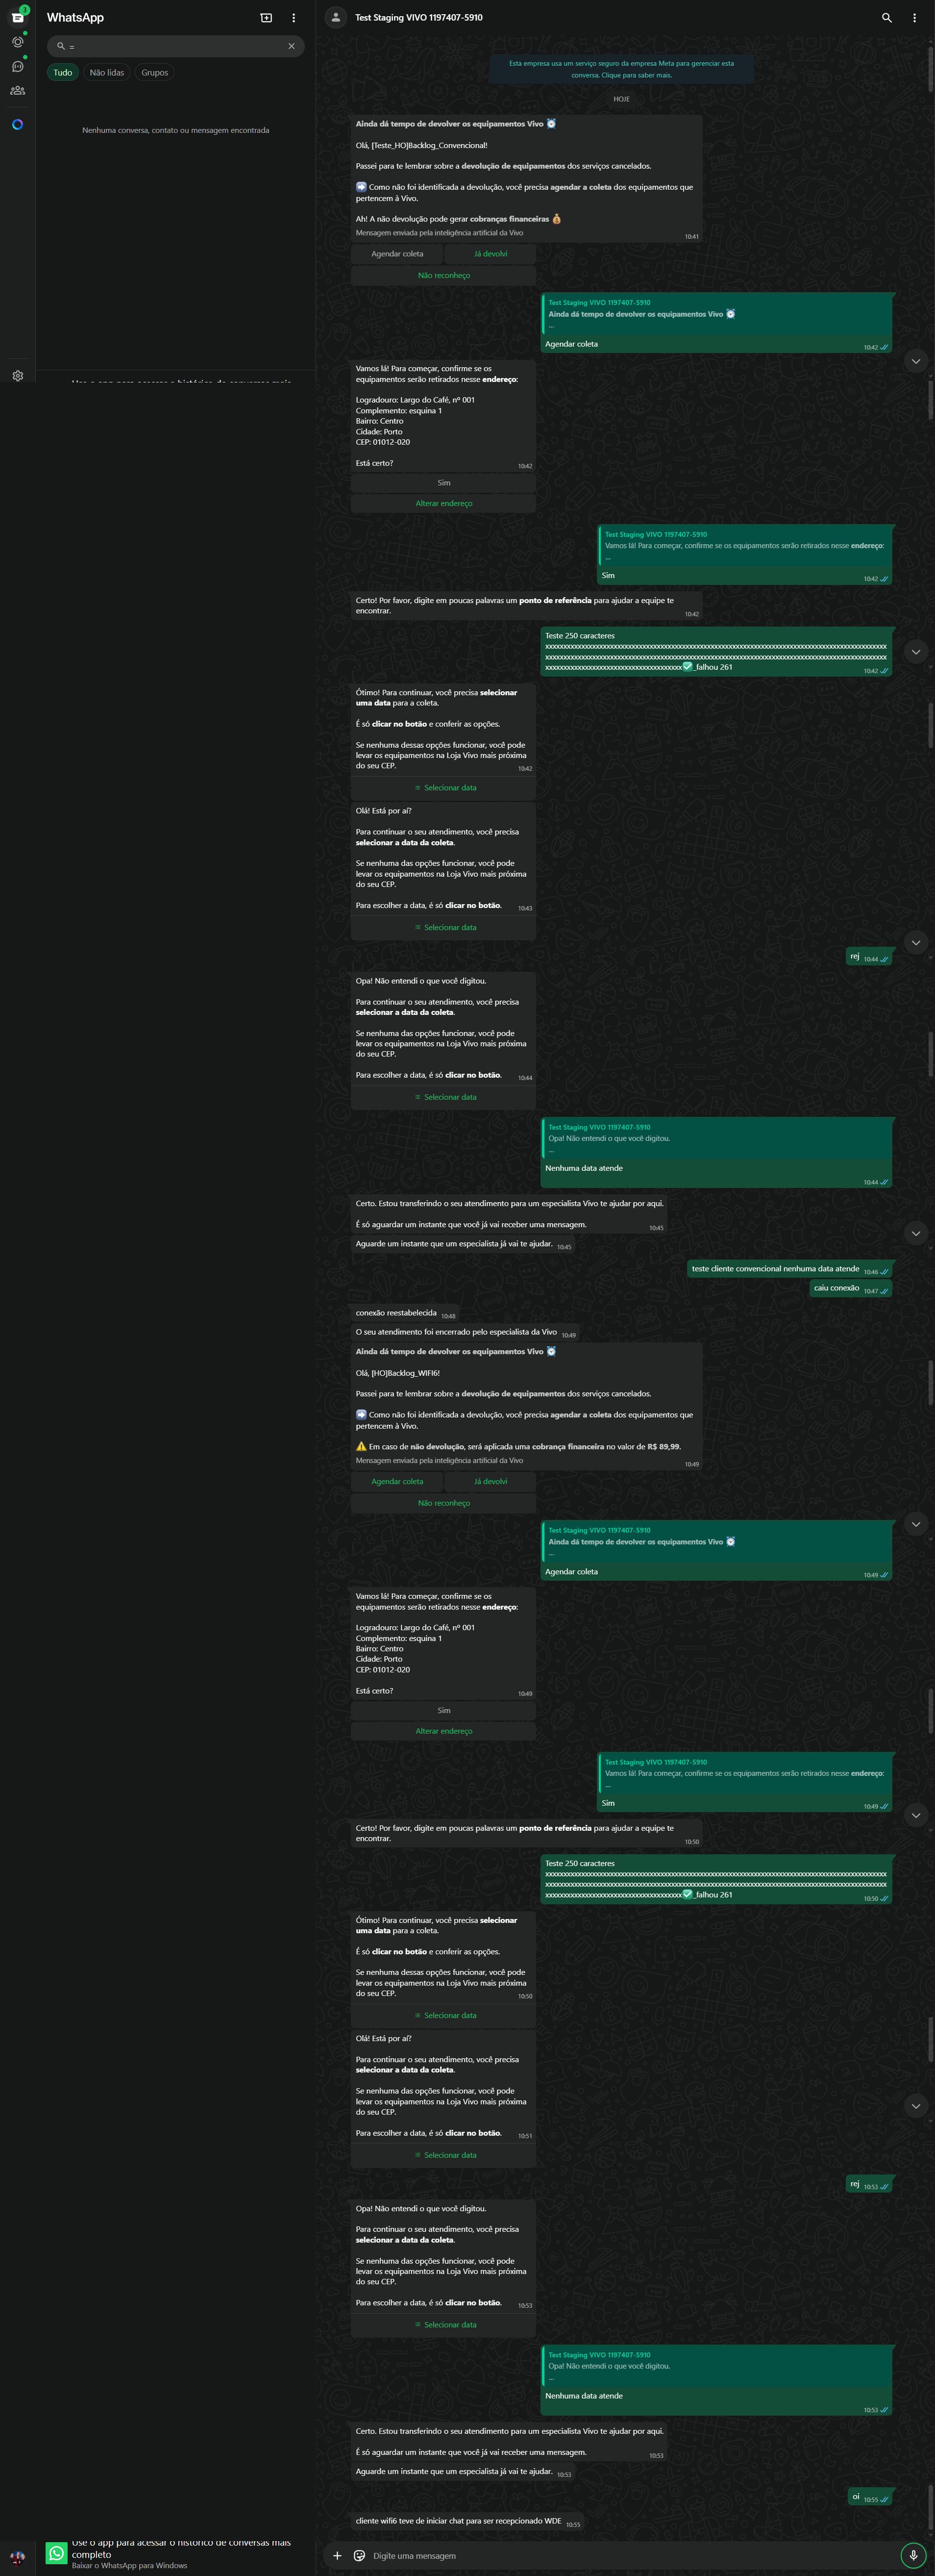 3
WhatsApp
=
Tudo
Não lidas
Grupos
Nenhuma conversa, contato ou mensagem encontrada
Test Staging VIVO 1197407-5910
Esta empresa usa um serviço seguro da empresa Meta para gerenciar esta
conversa. Clique para saber mais.
HOJE
Ainda dá tempo de devolver os equipamentos Vivo ⏰
Olá, [Teste_HO]Backlog_Convencional!
Passei para te lembrar sobre a devolução de equipamentos dos serviços cancelados.
➡️ Como não foi identificada a devolução, você precisa agendar a coleta dos equipamentos que
pertencem à Vivo.
Ah! A não devolução pode gerar cobranças financeiras 💰
Mensagem enviada pela inteligência artificial da Vivo
10:41
Agendar coleta
Já devolvi
Não reconheço
Test Staging VIVO 1197407-5910
Ainda dá tempo de devolver os equipamentos Vivo ⏰
...
Agendar coleta
10:42
Vamos lá! Para começar, confirme se os
equipamentos serão retirados nesse endereço:
Logradouro: Largo do Café, nº 001
Complemento: esquina 1
Bairro: Centro
Cidade: Porto
CEP: 01012-020
Está certo?
10:42
Sim
Alterar endereço
Test Staging VIVO 1197407-5910
Vamos lá! Para começar, confirme se os equipamentos serão retirados nesse endereço:
...
Sim
10:42
Certo! Por favor, digite em poucas palavras um ponto de referência para ajudar a equipe te
encontrar.
10:42
Teste 250 caracteres
✅_falhou 261
10:42
Ótimo! Para continuar, você precisa selecionar
uma data para a coleta.
É só clicar no botão e conferir as opções.
Se nenhuma dessas opções funcionar, você pode
levar os equipamentos na Loja Vivo mais próxima
do seu CEP.
10:42
Selecionar data
Olá! Está por aí?
Para continuar o seu atendimento, você precisa
selecionar a data da coleta.
Se nenhuma das opções funcionar, você pode
levar os equipamentos na Loja Vivo mais próxima
do seu CEP.
Para escolher a data, é só clicar no botão.
10:43
Selecionar data
rej
10:44
Opa! Não entendi o que você digitou.
Para continuar o seu atendimento, você precisa
selecionar a data da coleta.
Se nenhuma das opções funcionar, você pode
levar os equipamentos na Loja Vivo mais próxima
do seu CEP.
Para escolher a data, é só clicar no botão.
10:44
Selecionar data
Test Staging VIVO 1197407-5910
Opa! Não entendi o que você digitou.
...
Nenhuma data atende
10:44
Certo. Estou transferindo o seu atendimento para um especialista Vivo te ajudar por aqui.
É só aguardar um instante que você já vai receber uma mensagem.
10:45
Aguarde um instante que um especialista já vai te ajudar.
10:45
teste cliente convencional nenhuma data atende
10:46
caiu conexão
10:47
conexão reestabelecida
10:48
O seu atendimento foi encerrado pelo especialista da Vivo
10:49
Ainda dá tempo de devolver os equipamentos Vivo ⏰
Olá, [HO]Backlog_WIFI6!
Passei para te lembrar sobre a devolução de equipamentos dos serviços cancelados.
➡️ Como não foi identificada a devolução, você precisa agendar a coleta dos equipamentos que
pertencem à Vivo.
⚠️ Em caso de não devolução, será aplicada uma cobrança financeira no valor de R$ 89,99.
Mensagem enviada pela inteligência artificial da Vivo
10:49
Agendar coleta
Já devolvi
Não reconheço
Test Staging VIVO 1197407-5910
Ainda dá tempo de devolver os equipamentos Vivo ⏰
...
Agendar coleta
10:49
Vamos lá! Para começar, confirme se os
equipamentos serão retirados nesse endereço:
Logradouro: Largo do Café, nº 001
Complemento: esquina 1
Bairro: Centro
Cidade: Porto
CEP: 01012-020
Está certo?
10:49
Sim
Alterar endereço
Test Staging VIVO 1197407-5910
Vamos lá! Para começar, confirme se os equipamentos serão retirados nesse endereço:
...
Sim
10:49
Certo! Por favor, digite em poucas palavras um ponto de referência para ajudar a equipe te
encontrar.
10:50
Teste 250 caracteres
✅_falhou 261
10:50
Ótimo! Para continuar, você precisa selecionar
uma data para a coleta.
É só clicar no botão e conferir as opções.
Se nenhuma dessas opções funcionar, você pode
levar os equipamentos na Loja Vivo mais próxima
do seu CEP.
10:50
Selecionar data
Olá! Está por aí?
Para continuar o seu atendimento, você precisa
selecionar a data da coleta.
Se nenhuma das opções funcionar, você pode
levar os equipamentos na Loja Vivo mais próxima
do seu CEP.
Para escolher a data, é só clicar no botão.
10:51
Selecionar data
rej
10:53
Opa! Não entendi o que você digitou.
Para continuar o seu atendimento, você precisa
selecionar a data da coleta.
Se nenhuma das opções funcionar, você pode
levar os equipamentos na Loja Vivo mais próxima
do seu CEP.
Para escolher a data, é só clicar no botão.
10:53
Selecionar data
Test Staging VIVO 1197407-5910
Opa! Não entendi o que você digitou.
...
Nenhuma data atende
10:53
Certo. Estou transferindo o seu atendimento para um especialista Vivo te ajudar por aqui.
É só aguardar um instante que você já vai receber uma mensagem.
10:53
Aguarde um instante que um especialista já vai te ajudar.
10:53
oi
10:55
cliente wifi6 teve de iniciar chat para ser recepcionado WDE
10:55
Use o app para acessar o histórico de conversas mais
completo
Baixar o WhatsApp para Windows
Digite uma mensagem